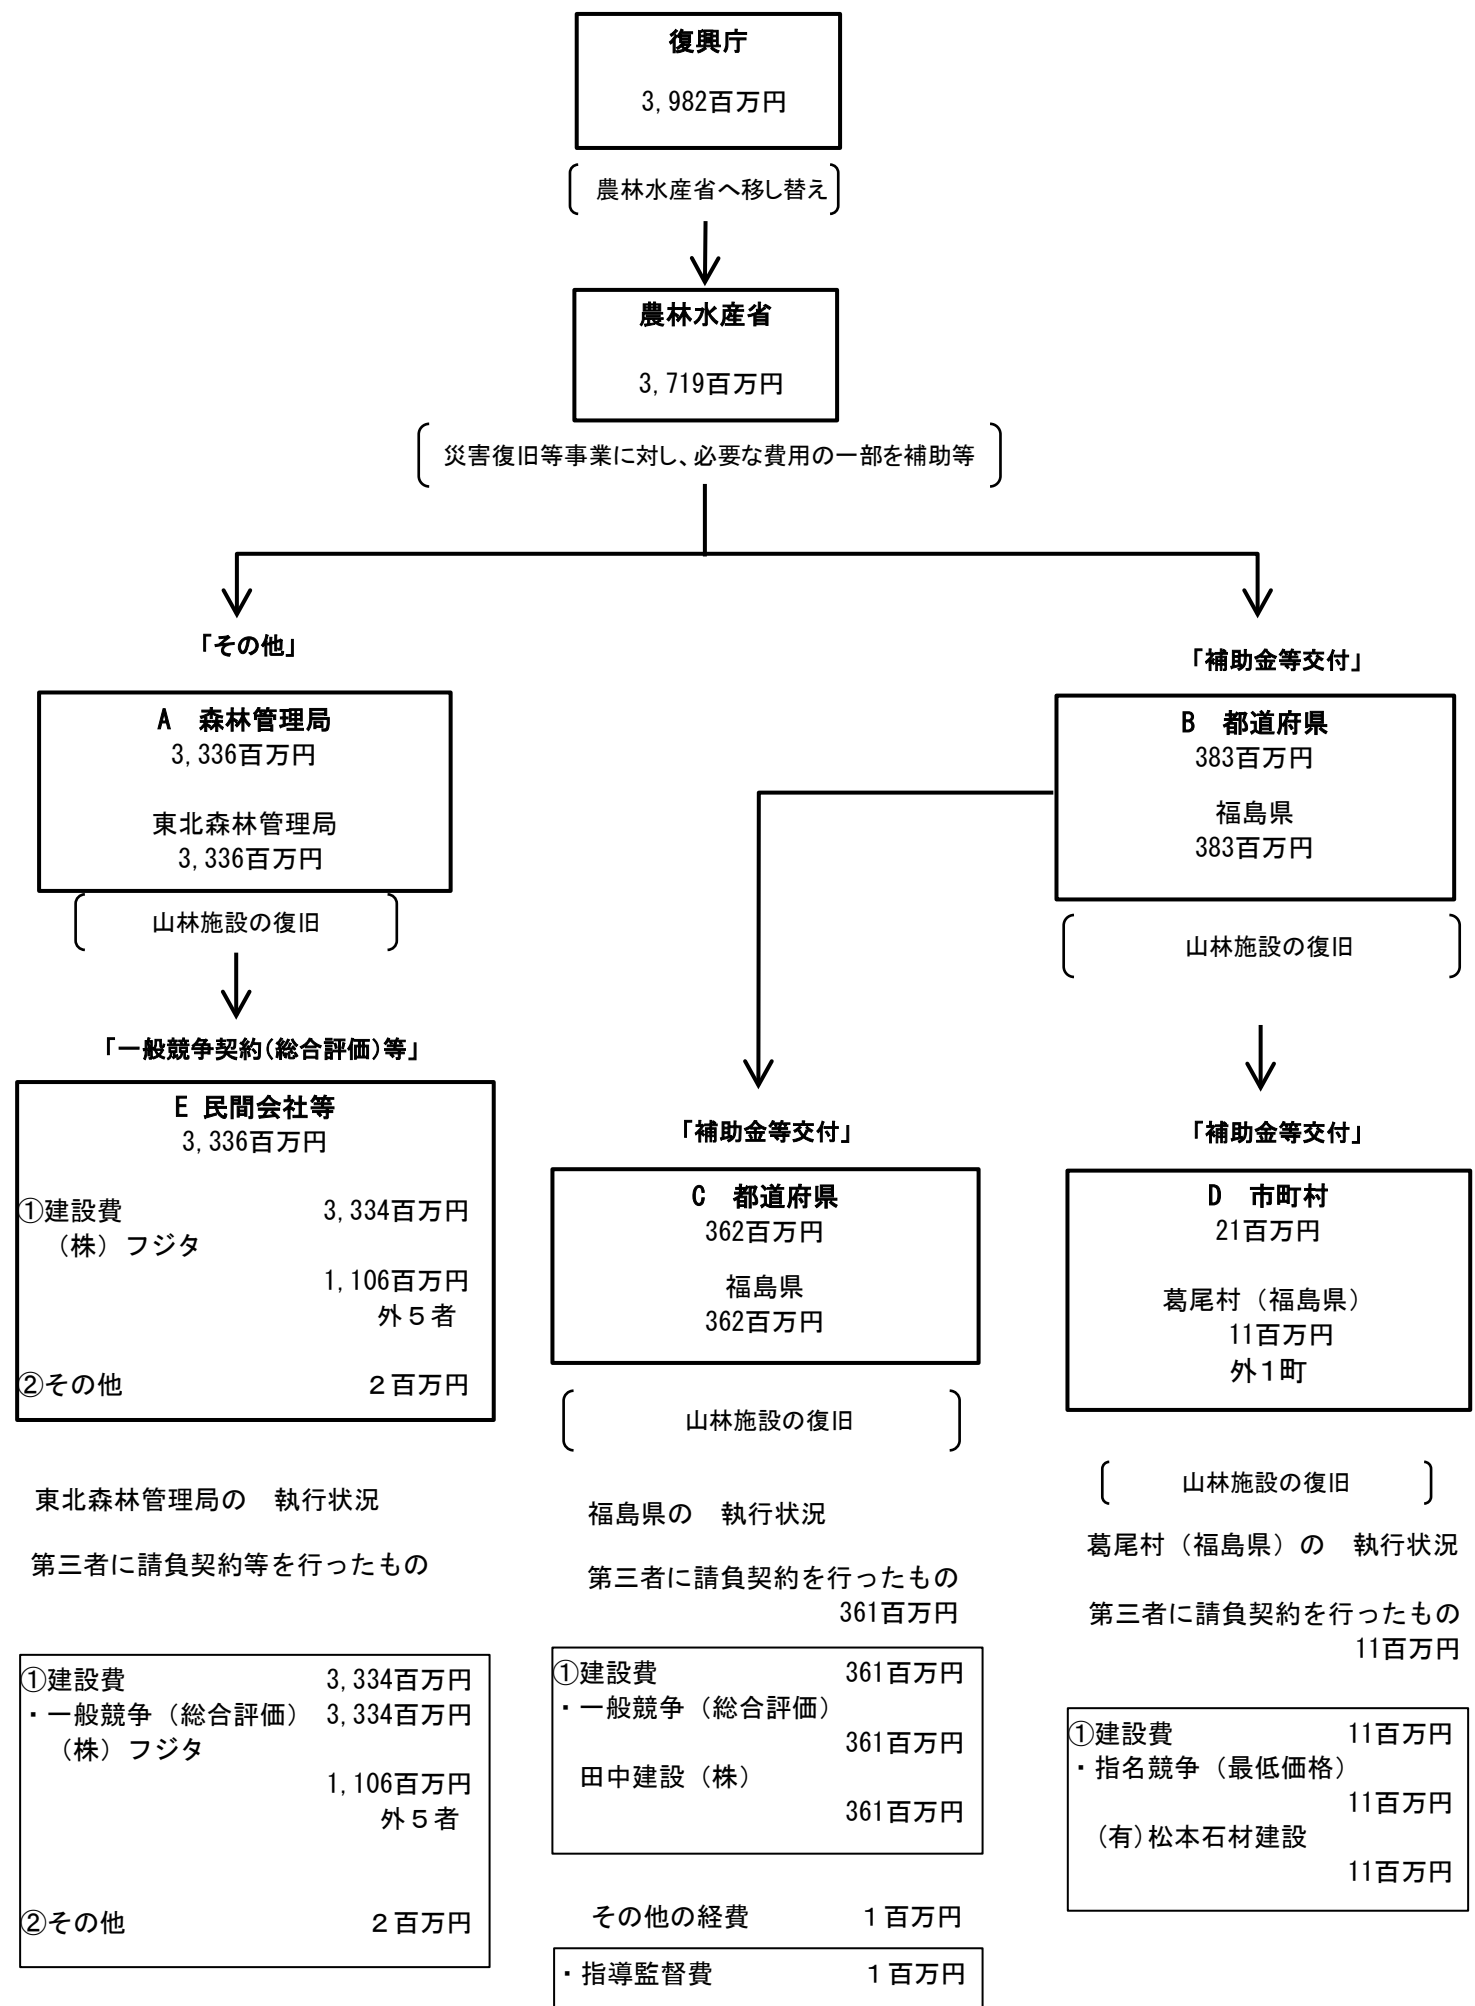 復興庁
3,982百万円
農林水産省へ移し替え
農林水産省
3,719百万円
災害復旧等事業に対し、必要な費用の一部を補助等
「その他」
A　森林管理局
3,336百万円
東北森林管理局
3,336百万円
山林施設の復旧
「一般競争契約（総合評価）等」
E 民間会社等
3,336百万円
①建設費　3,334百万円
（株）フジタ
1,106百万円
外５者
②その他　２百万円
東北森林管理局の　執行状況
第三者に請負契約等を行ったもの
①建設費　3,334百万円
・一般競争（総合評価）　3,334百万円
（株）フジタ
1,106百万円
外５者
②その他　２百万円
「補助金等交付」
B　都道府県
383百万円
福島県
383百万円
山林施設の復旧
「補助金等交付」
C　都道府県
362百万円
福島県
362百万円
山林施設の復旧
福島県の　執行状況
第三者に請負契約を行ったもの
361百万円
①建設費　361百万円
・一般競争（総合評価）
361百万円
田中建設（株）
361百万円
その他の経費　１百万円
・指導監督費　１百万円
「補助金等交付」
D　市町村
21百万円
葛尾村（福島県）
11百万円
外１町
山林施設の復旧
葛尾村（福島県）の　執行状況
第三者に請負契約を行ったもの
11百万円
①建設費　11百万円
・指名競争（最低価格）
11百万円
(有)松本石材建設
11百万円